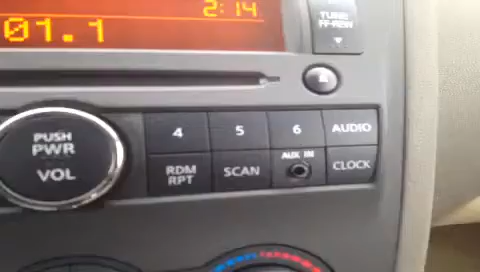 2:14
01.1
TUNE
FF·REW
PUSH
PWR
VOL
4
5
6
AUDIO
RDM
RPT
SCAN
AUX IN
CLOCK